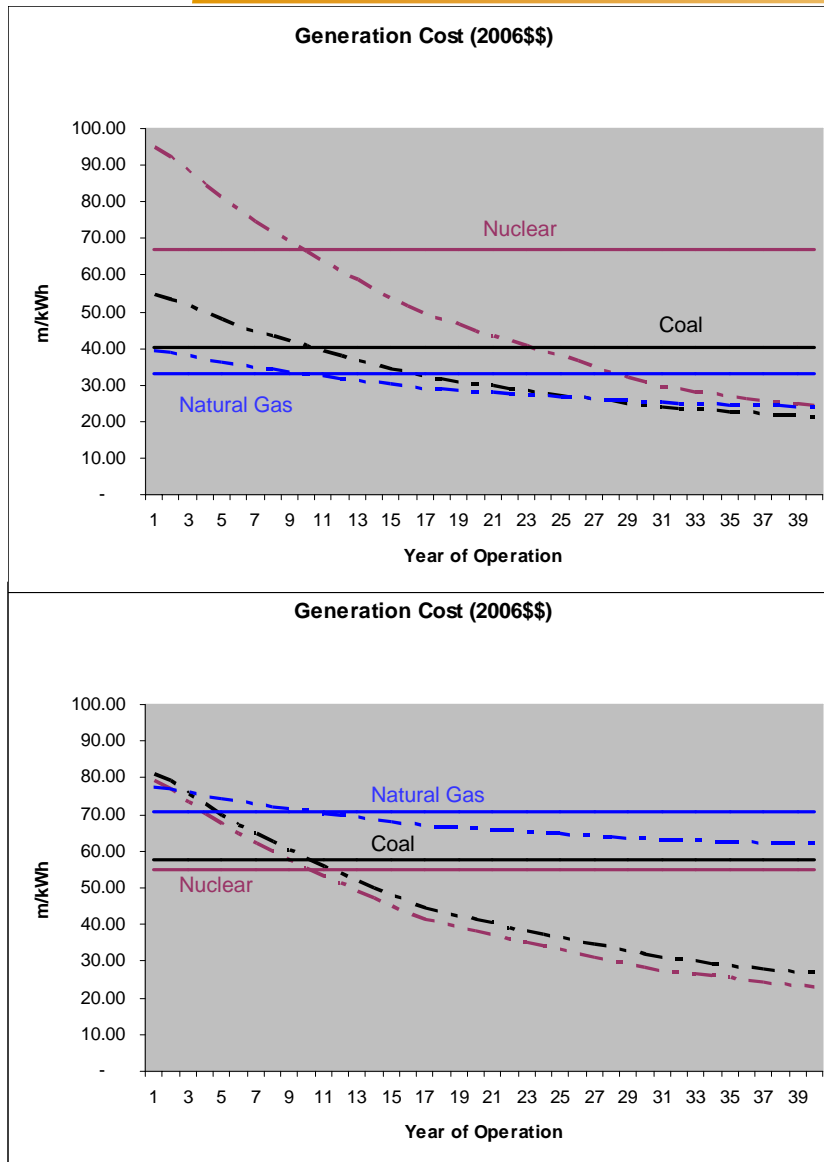 Generation Cost (2006$$)
100.00
90.00
80.00
70.00
60.00
50.00
40.00
30.00
20.00
10.00
-
m/kWh
Nuclear
Coal
Natural Gas
1 3 5 7 9 11 13 15 17 19 21 23 25 27 29 31 33 35 37 39
Year of Operation
Generation Cost (2006$$)
100.00
90.00
80.00
70.00
60.00
50.00
40.00
30.00
20.00
10.00
-
m/kWh
Natural Gas
Coal
Nuclear
1 3 5 7 9 11 13 15 17 19 21 23 25 27 29 31 33 35 37 39
Year of Operation